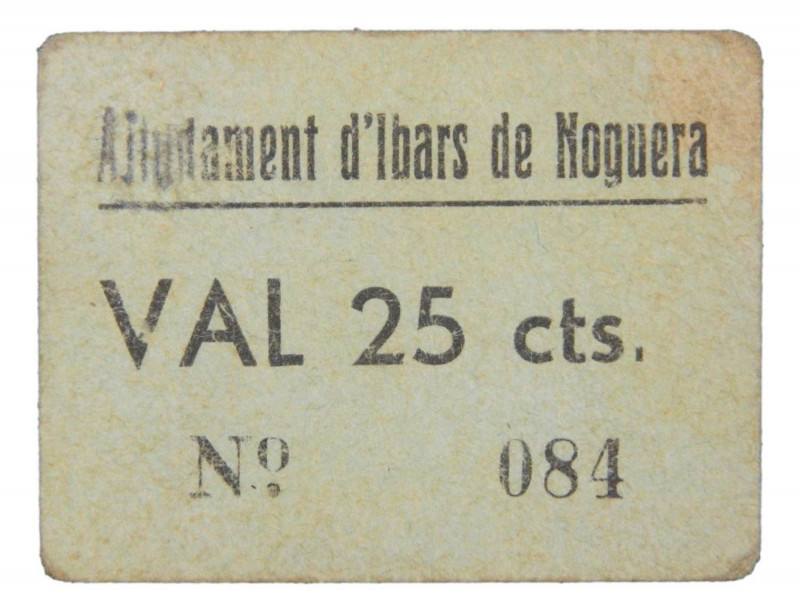 Ajuntament d'Ibars de Noguera
VAL 25 cts.
Nº 084